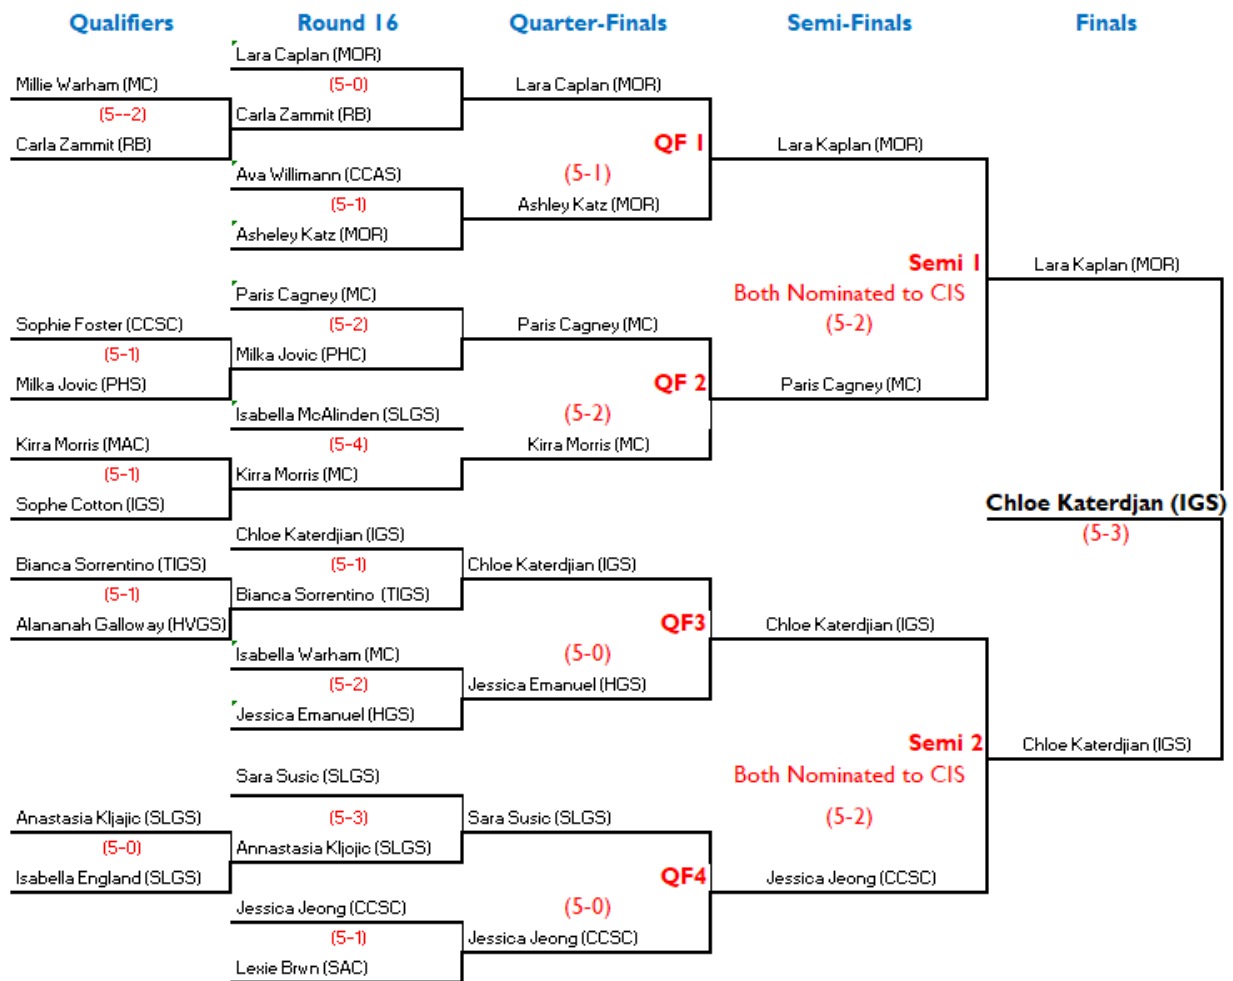 Qualifiers Round 16 Quarter-Finals Semi-Finals Finals
Lara Caplan (MOR)
Millie Warham (MC) (5-0) Lara Caplan (MOR)
(5--2) Carla Zammit (RB)
Carla Zammit (RB) QF 1 Lara Kaplan (MOR)
Ava Willimann (CCAS) (5-1)
(5-1) Ashley Katz (MOR)
Asheley Katz (MOR)
Semi 1 Lara Kaplan (MOR)
Paris Cagney (MC) Both Nominated to CIS
Sophie Foster (CCSC) (5-2) Paris Cagney (MC) (5-2)
(5-1) Milka Jovic (PHC)
Milka Jovic (PHS) QF 2 Paris Cagney (MC)
Isabella McAlinden (SLGS) (5-2)
Kirra Morris (MAC) (5-4) Kirra Morris (MC)
(5-1) Kirra Morris (MC)
Sophe Cotton (IGS) Chloe Katerdjan (IGS)
Chloe Katerdjian (IGS) (5-3)
Bianca Sorrentino (TIGS) (5-1) Chloe Katerdjian (IGS)
(5-1) Bianca Sorrentino (TIGS)
Alananah Galloway (HVGS) QF3 Chloe Katerdjian (IGS)
Isabella Warham (MC) (5-0)
(5-2) Jessica Emanuel (HGS)
Jessica Emanuel (HGS)
Semi 2 Chloe Katerdjian (IGS)
Sara Susic (SLGS) Both Nominated to CIS
Anastasia Kljajic (SLGS) (5-3) Sara Susic (SLGS) (5-2)
(5-0) Annastasia Kljojic (SLGS)
Isabella England (SLGS) QF4 Jessica Jeong (CCSC)
Jessica Jeong (CCSC) (5-0)
(5-1) Jessica Jeong (CCSC)
Lexie Brwn (SAC)